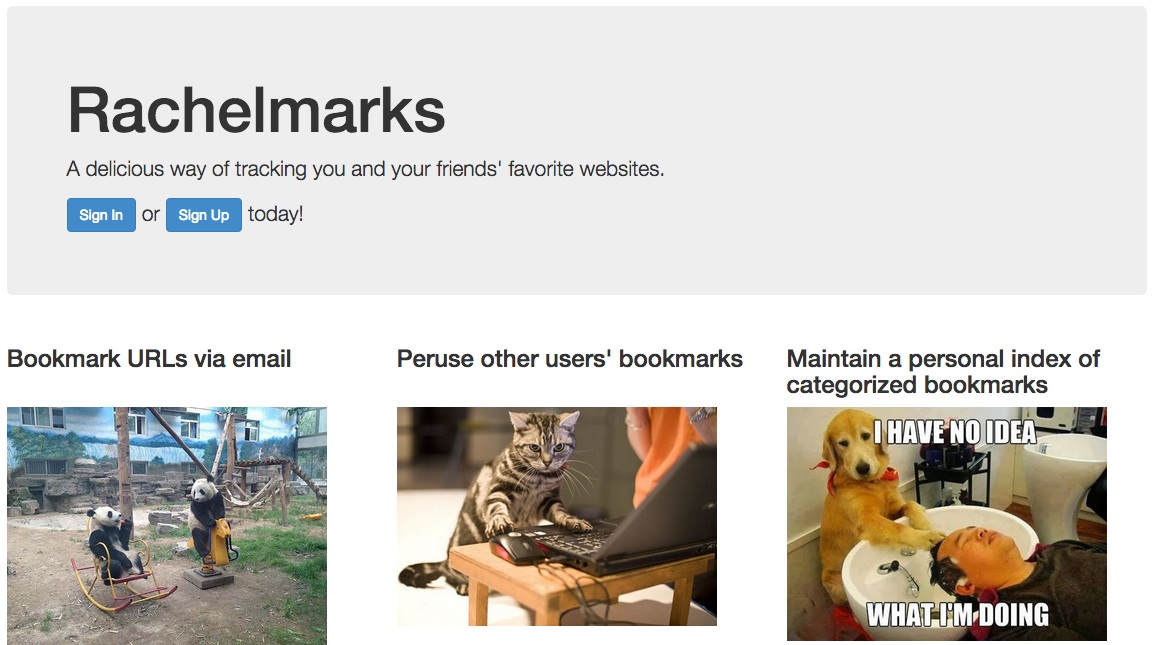 Rachelmarks
A delicious way of tracking you and your friends' favorite websites.
Sign In or Sign Up today!
Bookmark URLs via email
Peruse other users' bookmarks
Maintain a personal index of
categorized bookmarks
I HAVE NO IDEA
WHAT I'M DOING